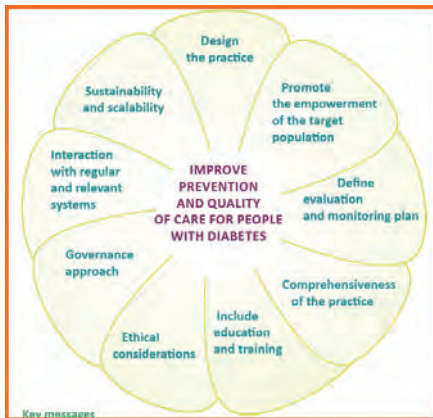 Design
the practice
Promote
the empowerment
of the target
population
Define
evaluation
and monitoring plan
Comprehensiveness
of the practice
Include
education
and training
Ethical
considerations
Governance
approach
Interaction
with regular
and relevant
systems
Sustainability
and scalability
IMPROVE
PREVENTION
AND QUALITY
OF CARE FOR PEOPLE
WITH DIABETES
Key messages